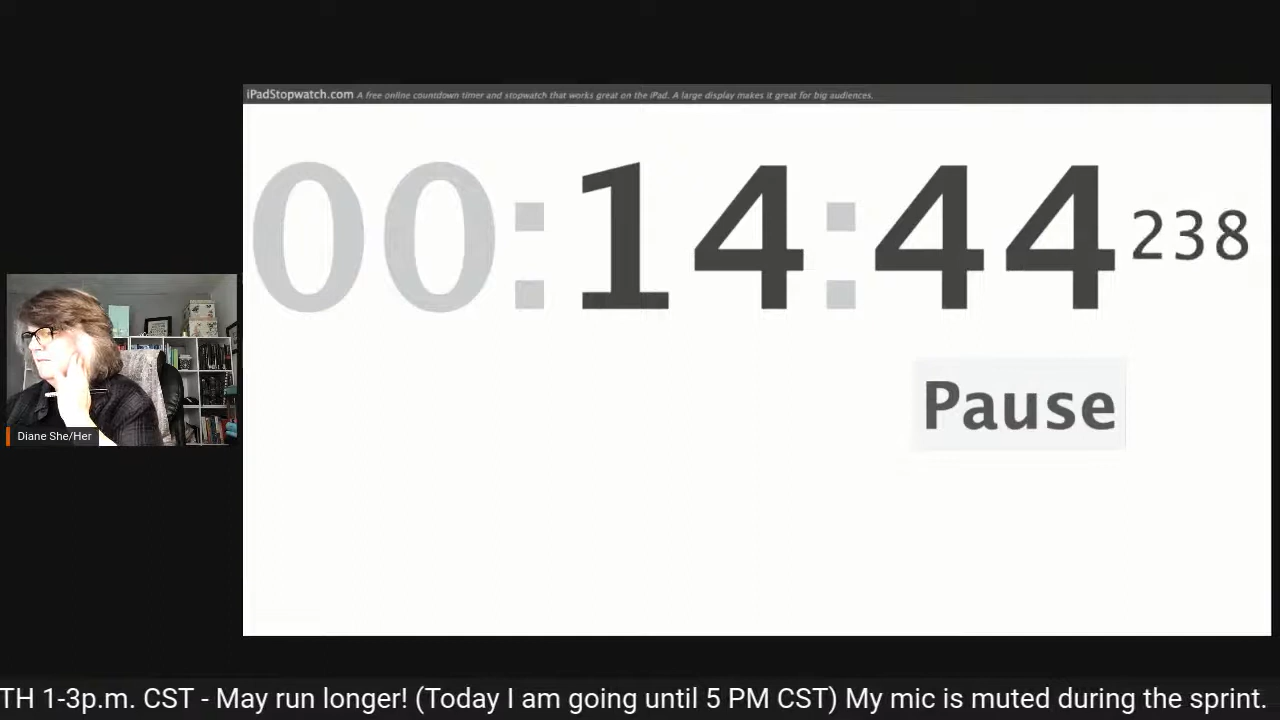 iPadStopwatch.com A free online countdown timer and stopwatch that works great on the iPad. A large display makes it great for big audiences.
00:14:44 238
Pause
Diane She/Her
TH 1-3p.m. CST - May run longer! (Today I am going until 5 PM CST) My mic is muted during the sprint.